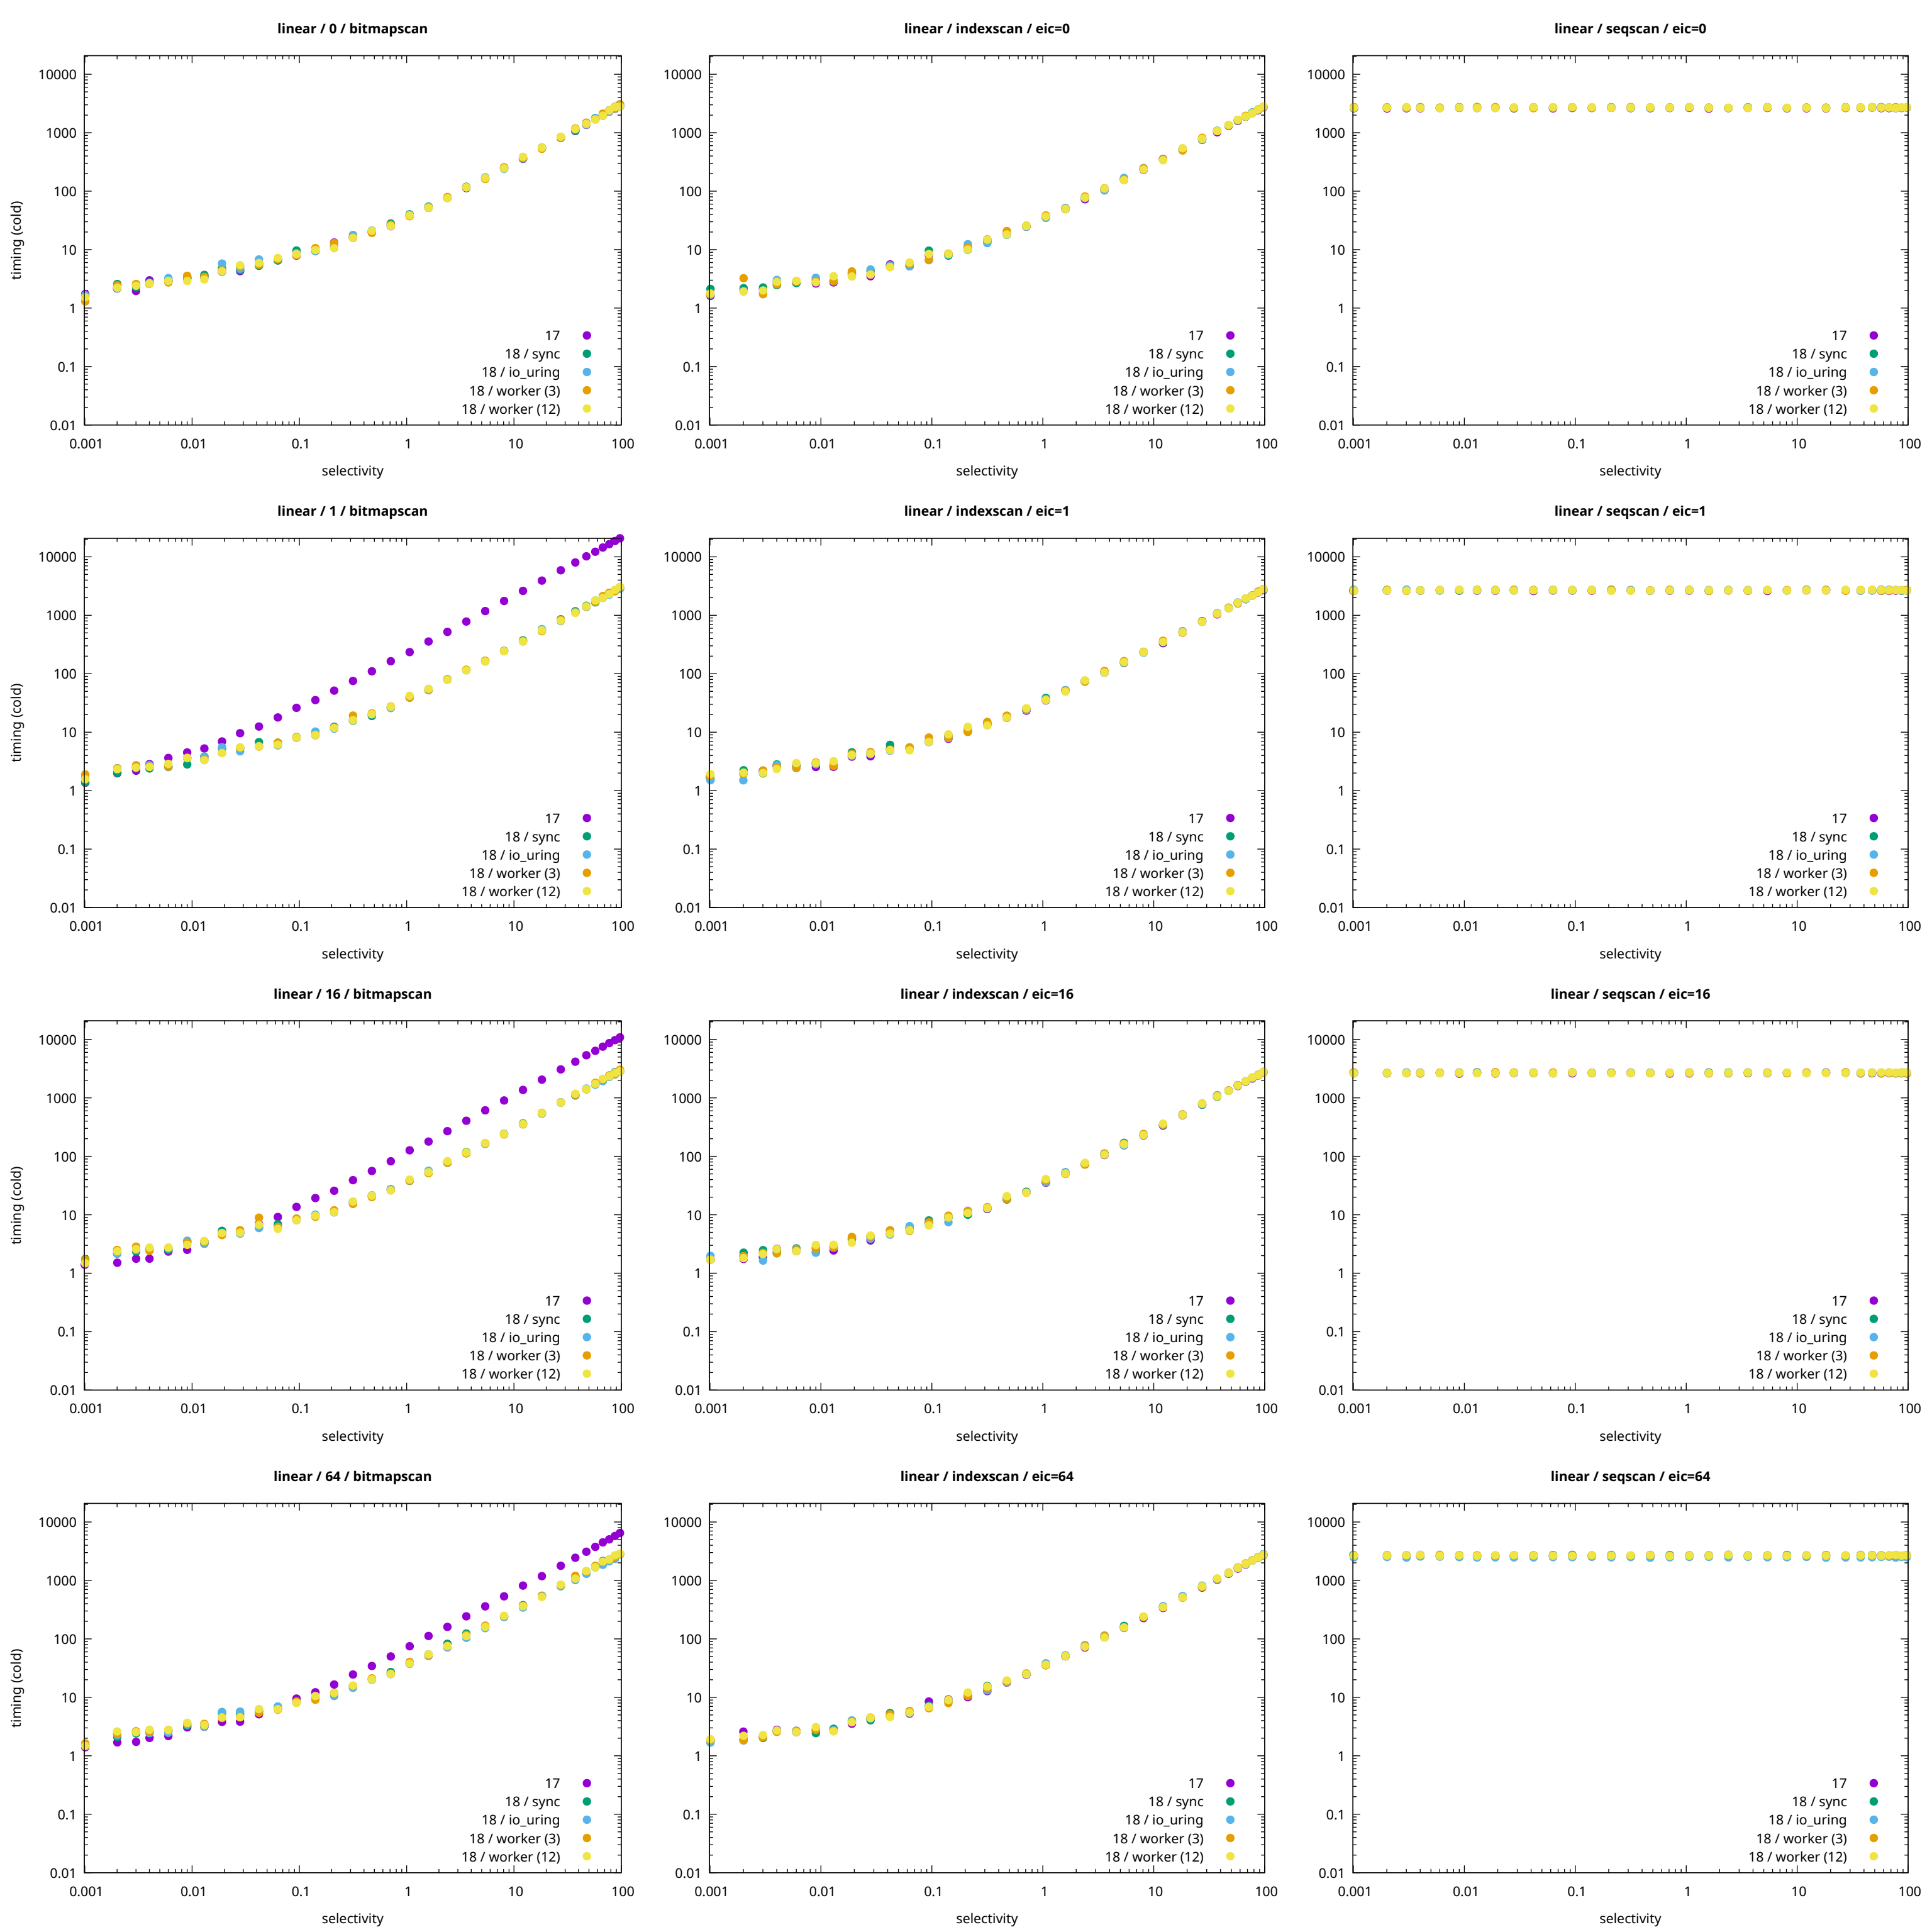 linear / 0 / bitmapscan
timing (cold)
10000
1000
100
10
1
0.1
0.01
17
18 / sync
18 / io_uring
18 / worker (3)
18 / worker (12)
0.001 0.01 0.1 1 10 100
selectivity
linear / indexscan / eic=0
10000
1000
100
10
1
0.1
0.01
17
18 / sync
18 / io_uring
18 / worker (3)
18 / worker (12)
0.001 0.01 0.1 1 10 100
selectivity
linear / seqscan / eic=0
10000
1000
100
10
1
0.1
0.01
17
18 / sync
18 / io_uring
18 / worker (3)
18 / worker (12)
0.001 0.01 0.1 1 10 100
selectivity
linear / 1 / bitmapscan
timing (cold)
10000
1000
100
10
1
0.1
0.01
17
18 / sync
18 / io_uring
18 / worker (3)
18 / worker (12)
0.001 0.01 0.1 1 10 100
selectivity
linear / indexscan / eic=1
10000
1000
100
10
1
0.1
0.01
17
18 / sync
18 / io_uring
18 / worker (3)
18 / worker (12)
0.001 0.01 0.1 1 10 100
selectivity
linear / seqscan / eic=1
10000
1000
100
10
1
0.1
0.01
17
18 / sync
18 / io_uring
18 / worker (3)
18 / worker (12)
0.001 0.01 0.1 1 10 100
selectivity
linear / 16 / bitmapscan
timing (cold)
10000
1000
100
10
1
0.1
0.01
17
18 / sync
18 / io_uring
18 / worker (3)
18 / worker (12)
0.001 0.01 0.1 1 10 100
selectivity
linear / indexscan / eic=16
10000
1000
100
10
1
0.1
0.01
17
18 / sync
18 / io_uring
18 / worker (3)
18 / worker (12)
0.001 0.01 0.1 1 10 100
selectivity
linear / seqscan / eic=16
10000
1000
100
10
1
0.1
0.01
17
18 / sync
18 / io_uring
18 / worker (3)
18 / worker (12)
0.001 0.01 0.1 1 10 100
selectivity
linear / 64 / bitmapscan
timing (cold)
10000
1000
100
10
1
0.1
0.01
17
18 / sync
18 / io_uring
18 / worker (3)
18 / worker (12)
0.001 0.01 0.1 1 10 100
selectivity
linear / indexscan / eic=64
10000
1000
100
10
1
0.1
0.01
17
18 / sync
18 / io_uring
18 / worker (3)
18 / worker (12)
0.001 0.01 0.1 1 10 100
selectivity
linear / seqscan / eic=64
10000
1000
100
10
1
0.1
0.01
17
18 / sync
18 / io_uring
18 / worker (3)
18 / worker (12)
0.001 0.01 0.1 1 10 100
selectivity